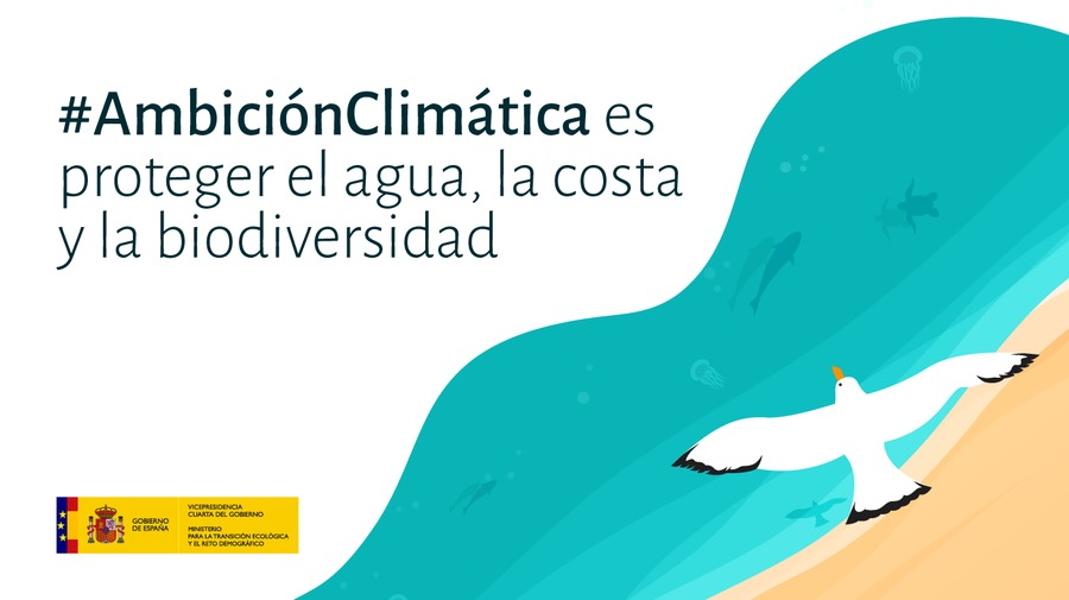 #AmbiciónClimática es
proteger el agua, la costa
y la biodiversidad
GOBIERNO
DE ESPAÑA
VICEPRESIDENCIA
CUARTA DEL GOBIERNO
MINISTERIO
PARA LA TRANSICIÓN ECOLÓGICA
Y EL RETO DEMOGRÁFICO